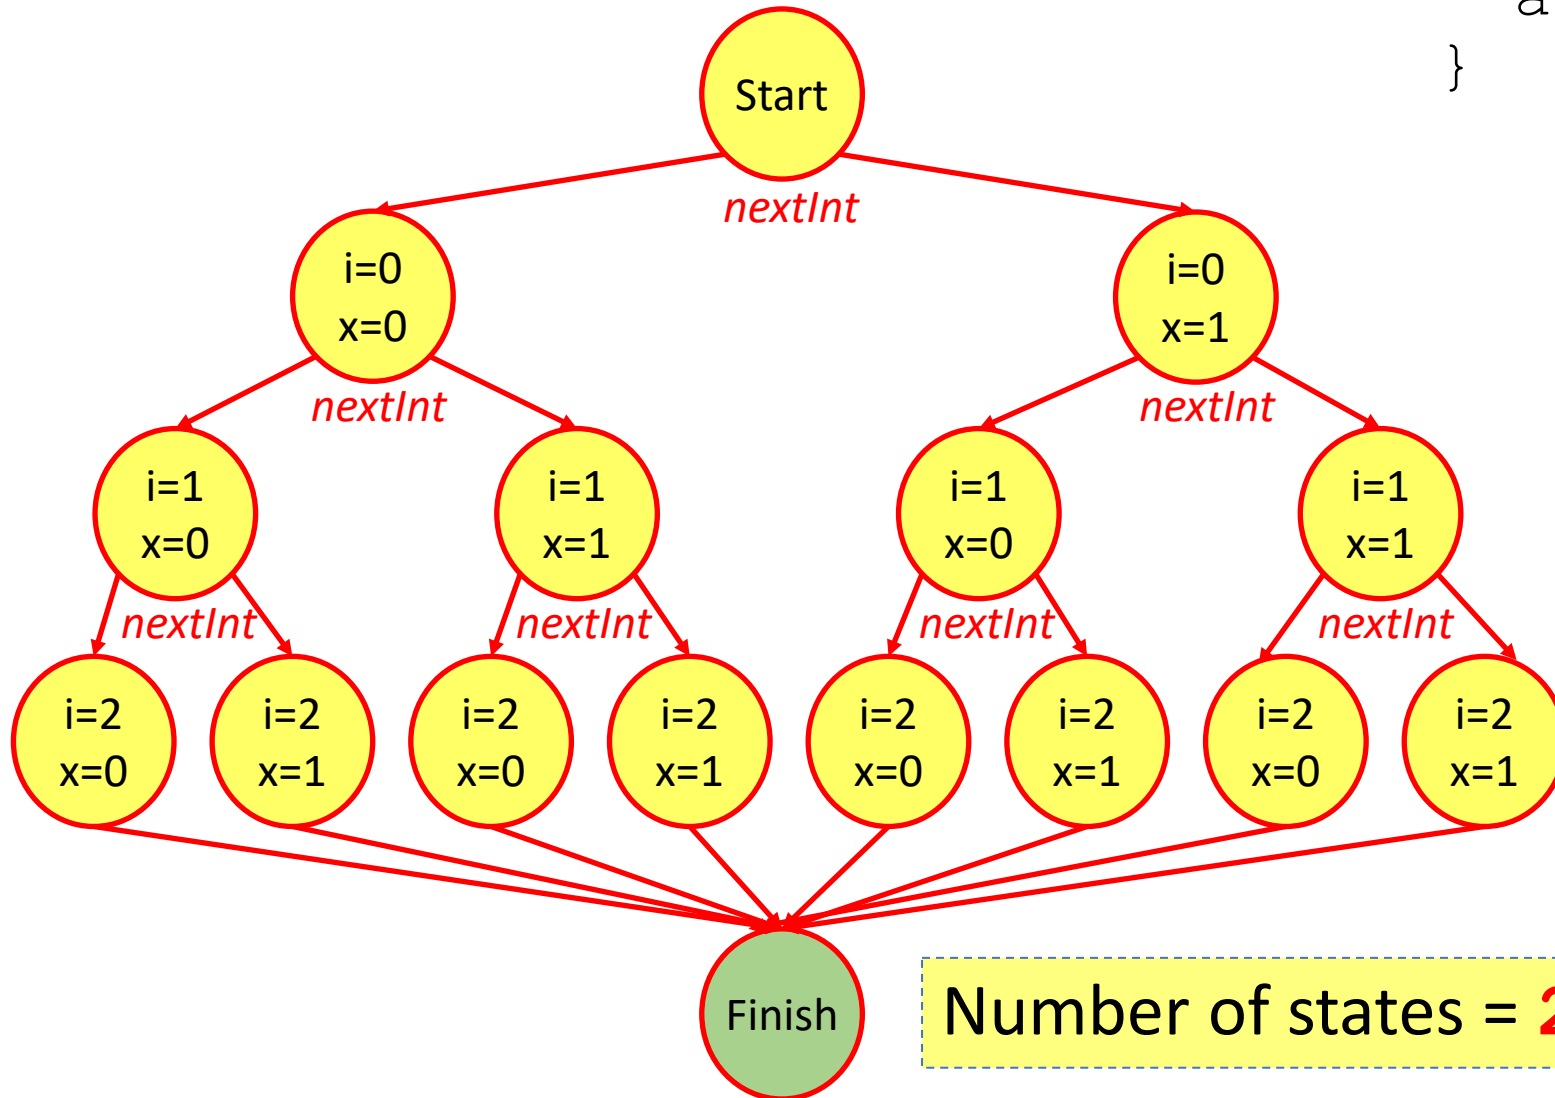 a
}
Start
nextInt
i=0
x=0
i=0
x=1
nextInt
nextInt
i=1
x=0
i=1
x=1
i=1
x=0
i=1
x=1
nextInt
nextInt
nextInt
nextInt
i=2
x=0
i=2
x=1
i=2
x=0
i=2
x=1
i=2
x=0
i=2
x=1
i=2
x=0
i=2
x=1
Finish
Number of states = 2